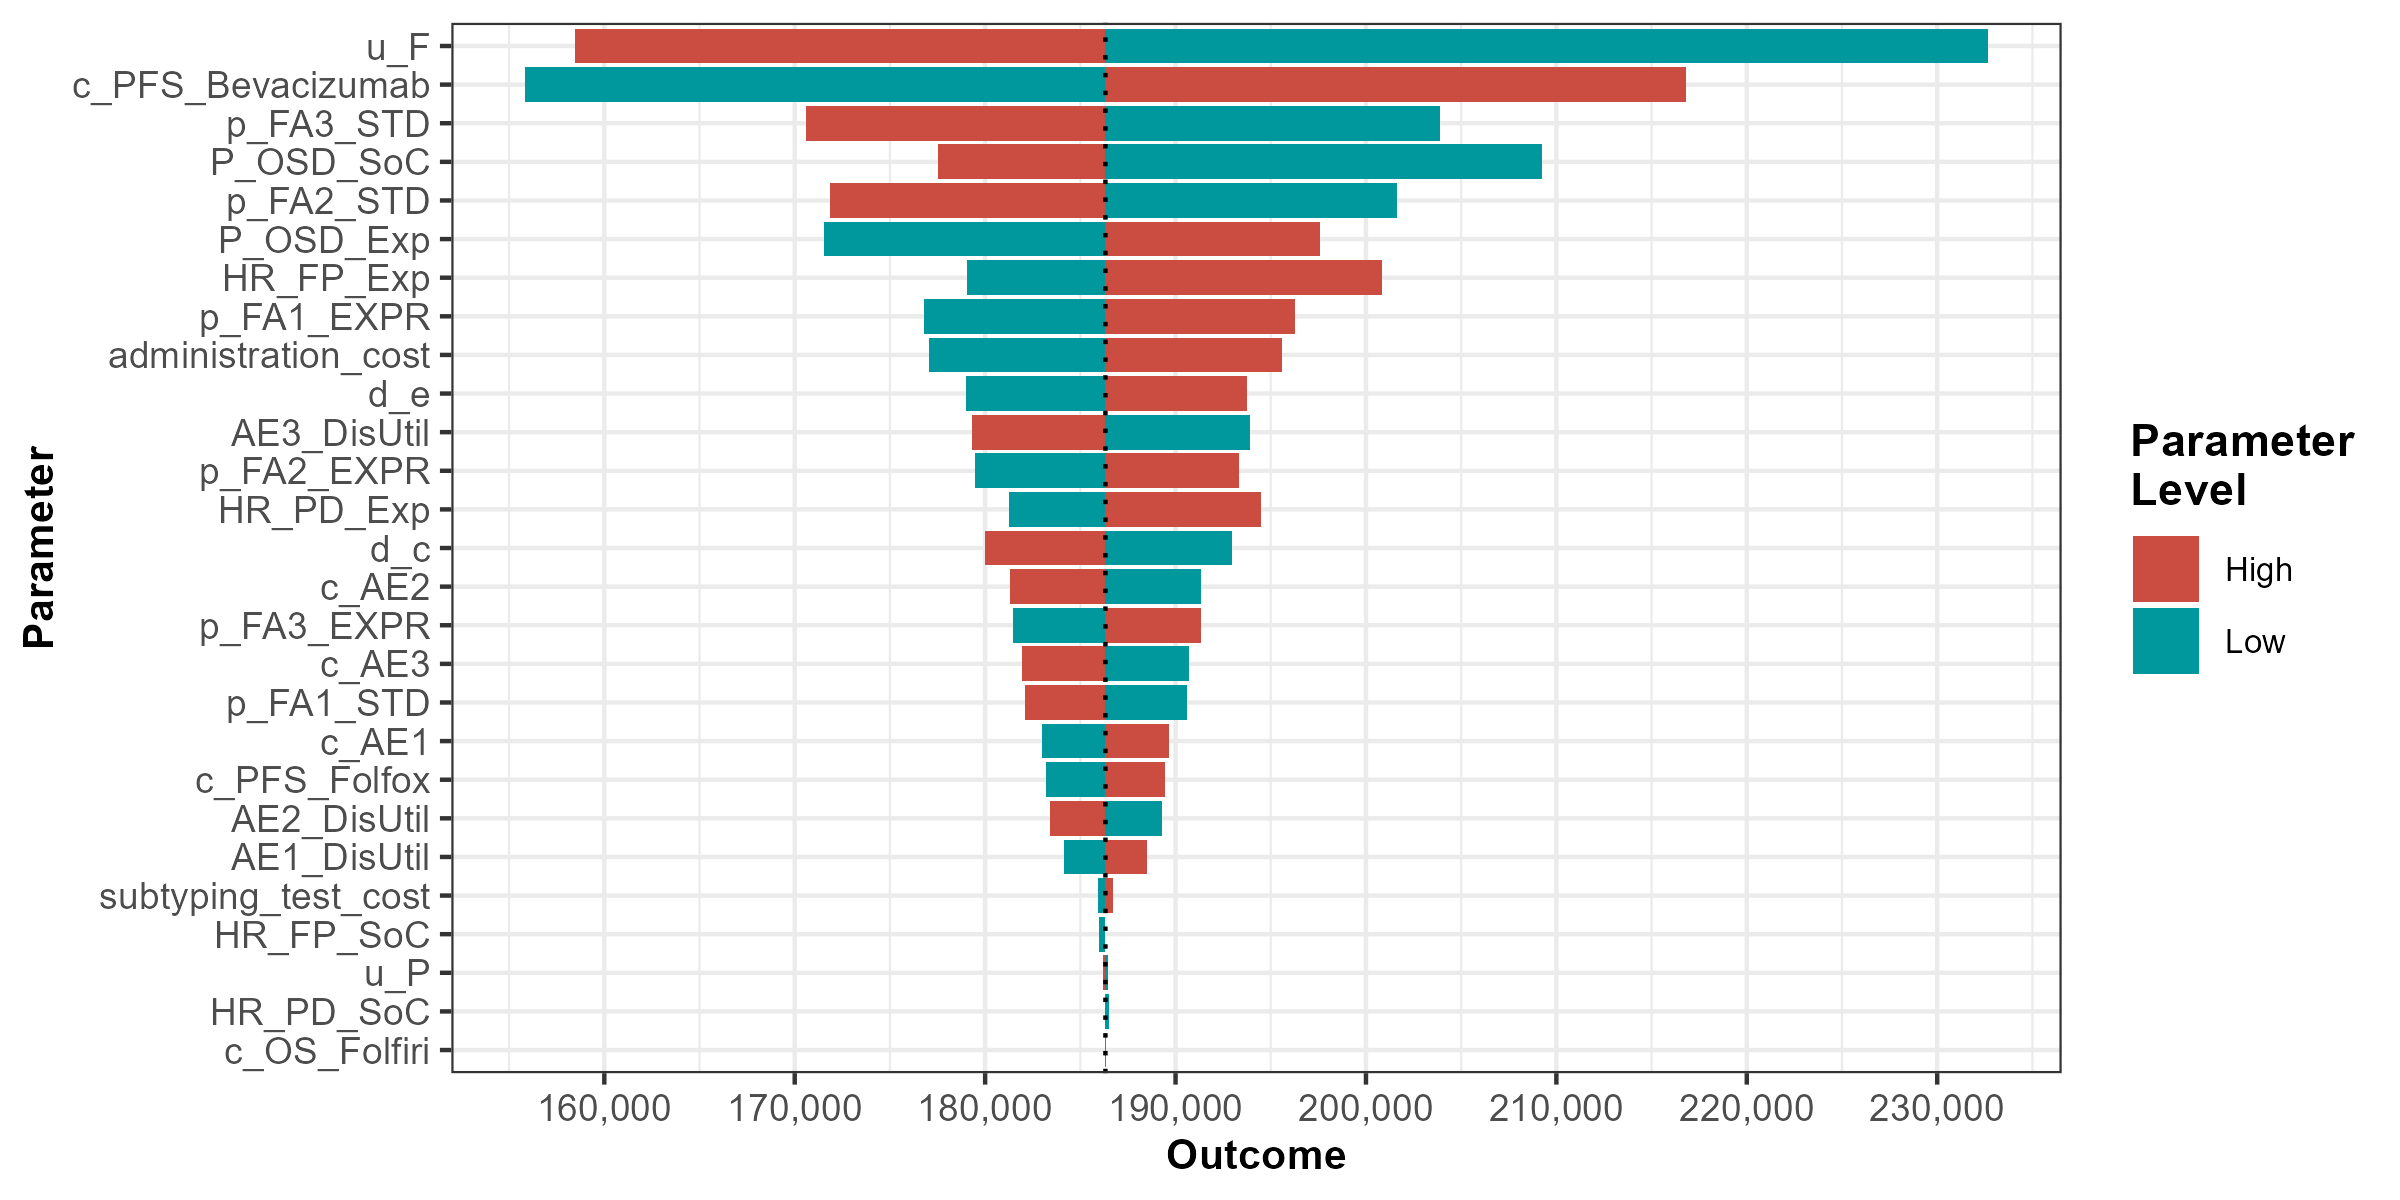 u_F
c_PFS_Bevacizumab
p_FA3_STD
P_OSD_SoC
p_FA2_STD
P_OSD_Exp
HR_FP_Exp
p_FA1_EXPR
administration_cost
d_e
AE3_DisUtil
p_FA2_EXPR
HR_PD_Exp
d_c
c_AE2
p_FA3_EXPR
c_AE3
p_FA1_STD
c_AE1
c_PFS_Folfox
AE2_DisUtil
AE1_DisUtil
subtyping_test_cost
HR_FP_SoC
u_P
HR_PD_SoC
c_OS_Folfiri
Parameter
160,000 170,000 180,000 190,000 200,000 210,000 220,000 230,000
Outcome
Parameter
Level
High
Low